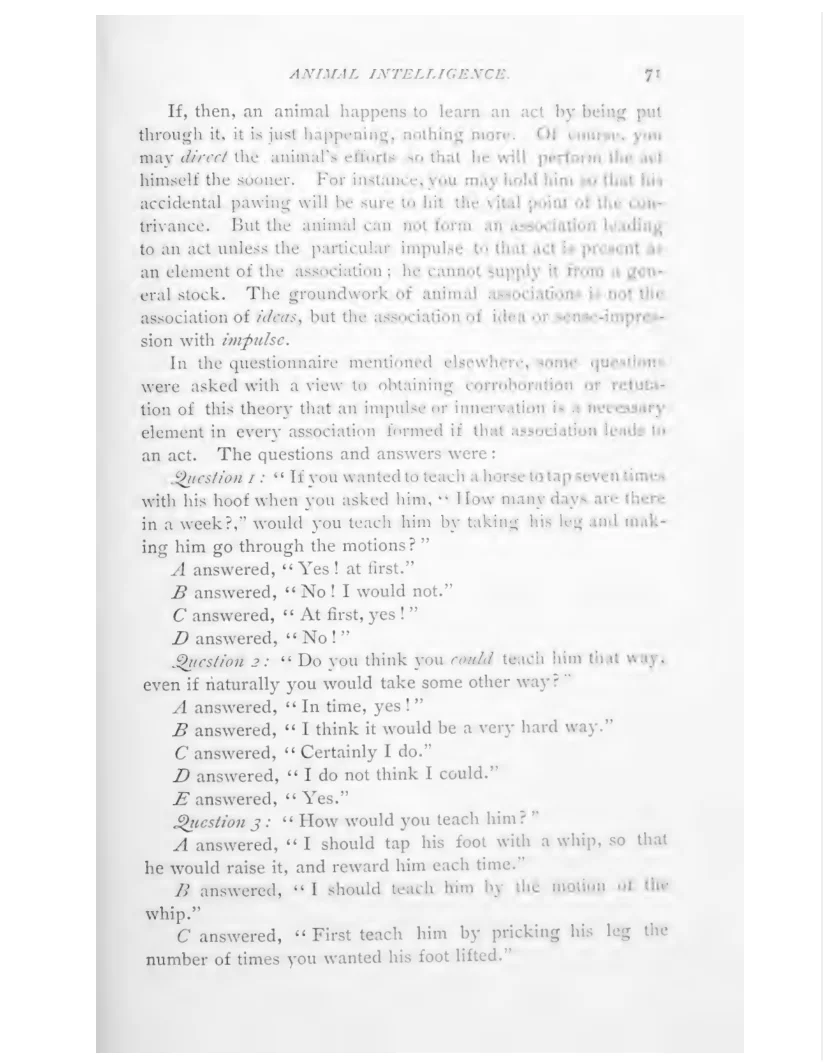 ANIMAL INTELLIGENCE. 71
If, then, an animal happens to learn an act by being put
through it, it is just happening, nothing more. Of course, you
may direct the animal's efforts so that he will perform the act
himself the sooner. For instance, you may hold him so that his
accidental pawing will be sure to hit the vital point of the con-
trivance. But the animal can not form an association leading
to an act unless the particular impulse to that act is present as
an element of the association; he cannot supply it from a gen-
eral stock. The groundwork of animal associations is not the
association of ideas, but the association of idea or sense-impres-
sion with impulse.
In the questionnaire mentioned elsewhere, some questions
were asked with a view to obtaining corroboration or refuta-
tion of this theory that an impulse or innervation is a necessary
element in every association formed if that association leads to
an act. The questions and answers were:
Question 1: “If you wanted to teach a horse to tap seven times
with his hoof when you asked him, “How many days are there
in a week?,” would you teach him by taking his leg and mak-
ing him go through the motions?”
A answered, “Yes! at first.”
B answered, “No! I would not.”
C answered, “At first, yes!”
D answered, “No!”
Question 2: “Do you think you could teach him that way,
even if naturally you would take some other way?”
A answered, “In time, yes!”
B answered, “I think it would be a very hard way.”
C answered, “Certainly I do.”
D answered, “I do not think I could.”
E answered, “Yes.”
Question 3: “How would you teach him?”
A answered, “I should tap his foot with a whip, so that
he would raise it, and reward him each time.”
B answered, “I should teach him by the motion of the
whip.”
C answered, “First teach him by pricking his leg the
number of times you wanted his foot lifted.”